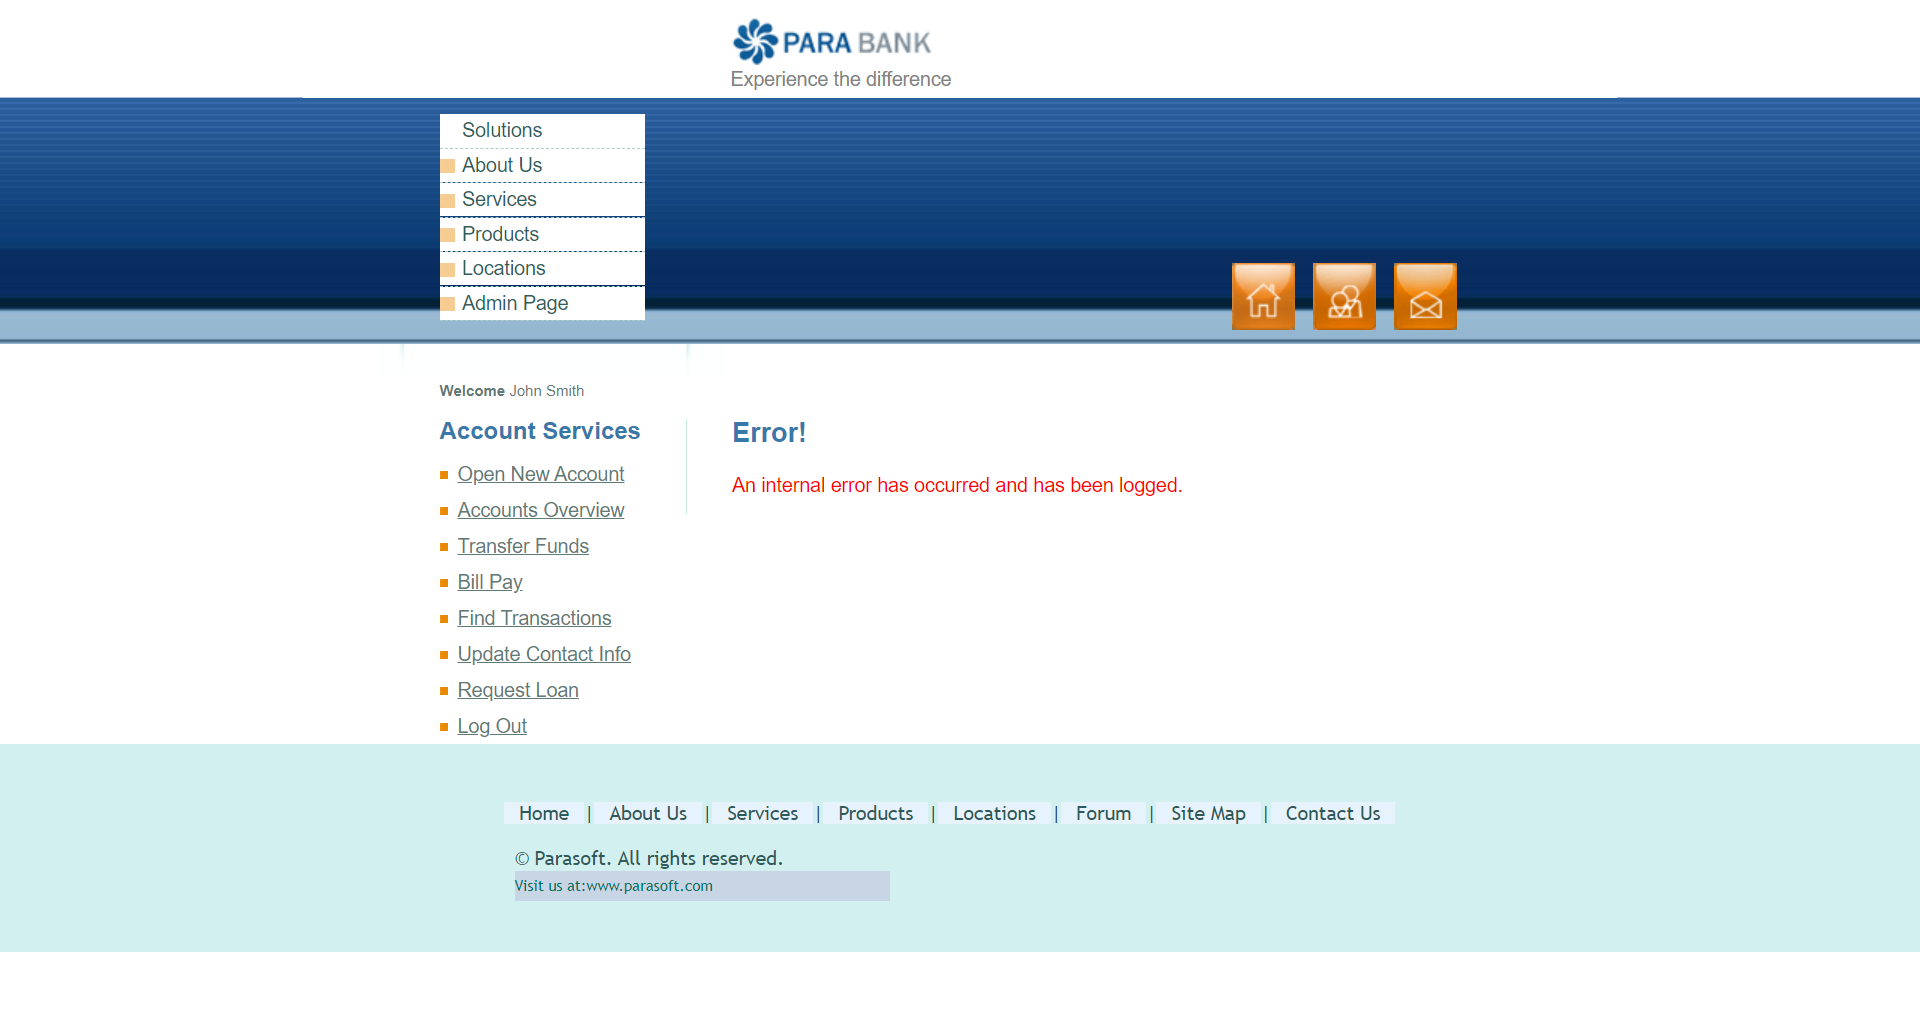 PARA BANK
Experience the difference
Solutions
About Us
Services
Products
Locations
Admin Page
Welcome John Smith
Account Services
Open New Account
Accounts Overview
Transfer Funds
Bill Pay
Find Transactions
Update Contact Info
Request Loan
Log Out
Error!
An internal error has occurred and has been logged.
Home | About Us | Services | Products | Locations | Forum | Site Map | Contact Us
© Parasoft. All rights reserved.
Visit us at:www.parasoft.com